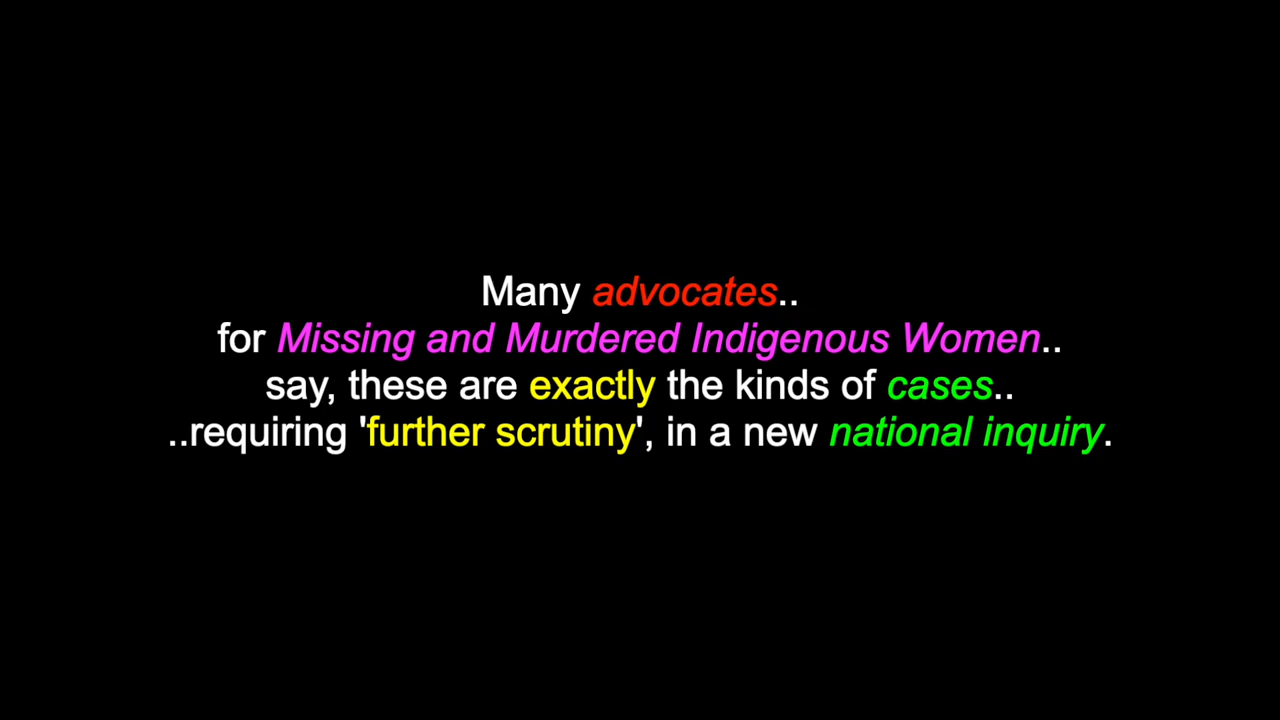 Many advocates..
for Missing and Murdered Indigenous Women..
say, these are exactly the kinds of cases..
..requiring 'further scrutiny', in a new national inquiry.